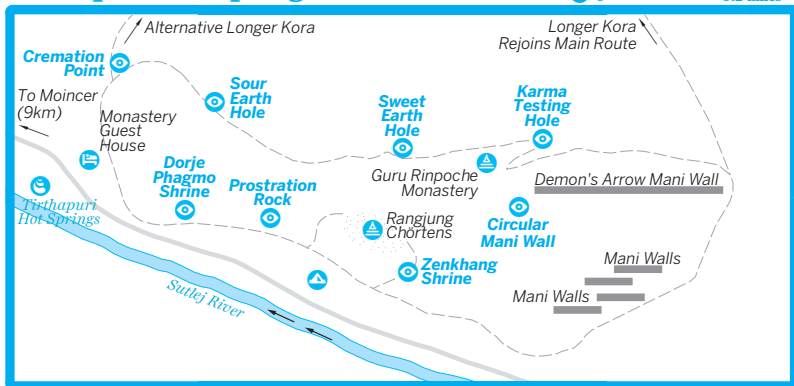 Alternative Longer Kora
Longer Kora
Rejoins Main Route
Cremation
Point
Sour
Earth
Hole
Karma
Testing
Hole
Sweet
Earth
Hole
To Moincer
(9km)
Monastery
Guest
House
Dorje
Phagmo
Shrine
Prostration
Rock
Guru Rinpoche
Monastery
Demon's Arrow Mani Wall
Tirthapuri
Hot Springs
Rangjung
Chörtens
Circular
Mani Wall
Zenkhang
Shrine
Mani Walls
Mani Walls
Sutlej River